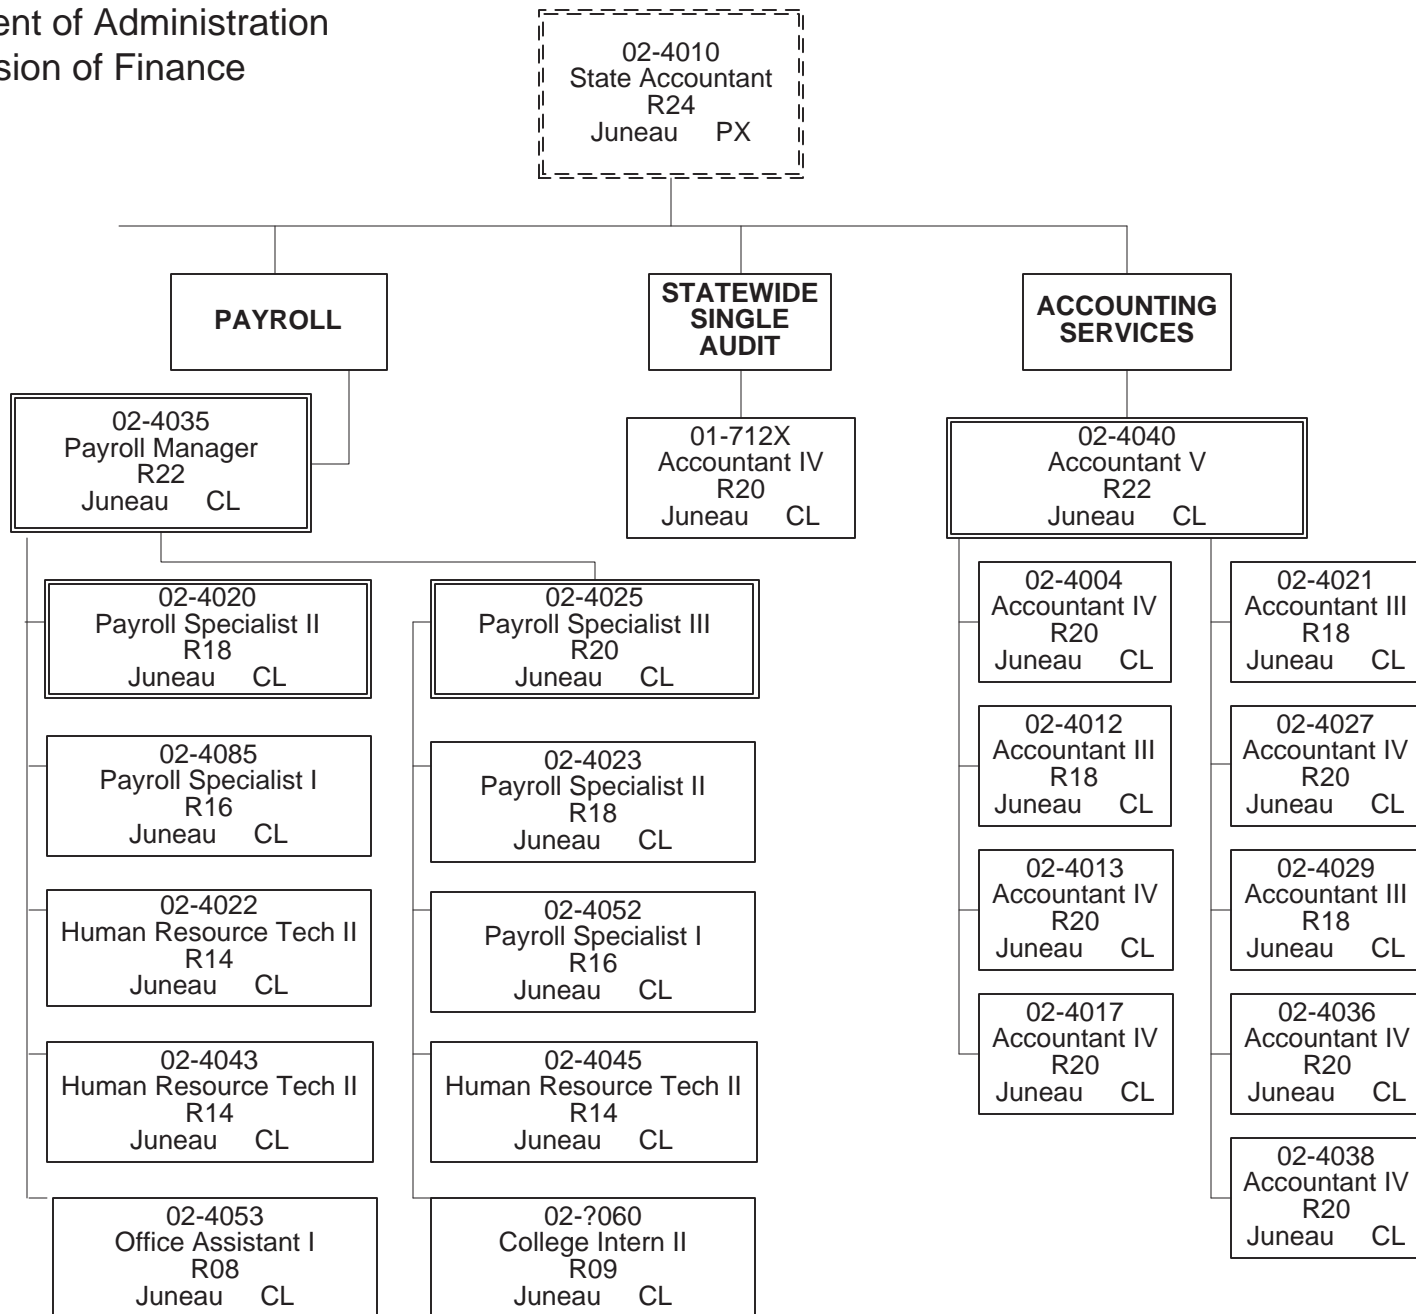 ent of Administration
sion of Finance
02-4010
State Accountant
R24
Juneau PX
PAYROLL
STATEWIDE
SINGLE
AUDIT
ACCOUNTING
SERVICES
02-4035
Payroll Manager
R22
Juneau CL
01-712X
Accountant IV
R20
Juneau CL
02-4040
Accountant V
R22
Juneau CL
02-4020
Payroll Specialist II
R18
Juneau CL
02-4025
Payroll Specialist III
R20
Juneau CL
02-4004
Accountant IV
R20
Juneau CL
02-4021
Accountant III
R18
Juneau CL
02-4085
Payroll Specialist I
R16
Juneau CL
02-4023
Payroll Specialist II
R18
Juneau CL
02-4012
Accountant III
R18
Juneau CL
02-4027
Accountant IV
R20
Juneau CL
02-4022
Human Resource Tech II
R14
Juneau CL
02-4052
Payroll Specialist I
R16
Juneau CL
02-4013
Accountant IV
R20
Juneau CL
02-4029
Accountant III
R18
Juneau CL
02-4043
Human Resource Tech II
R14
Juneau CL
02-4045
Human Resource Tech II
R14
Juneau CL
02-4017
Accountant IV
R20
Juneau CL
02-4036
Accountant IV
R20
Juneau CL
02-4053
Office Assistant I
R08
Juneau CL
02-?060
College Intern II
R09
Juneau CL
02-4038
Accountant IV
R20
Juneau CL